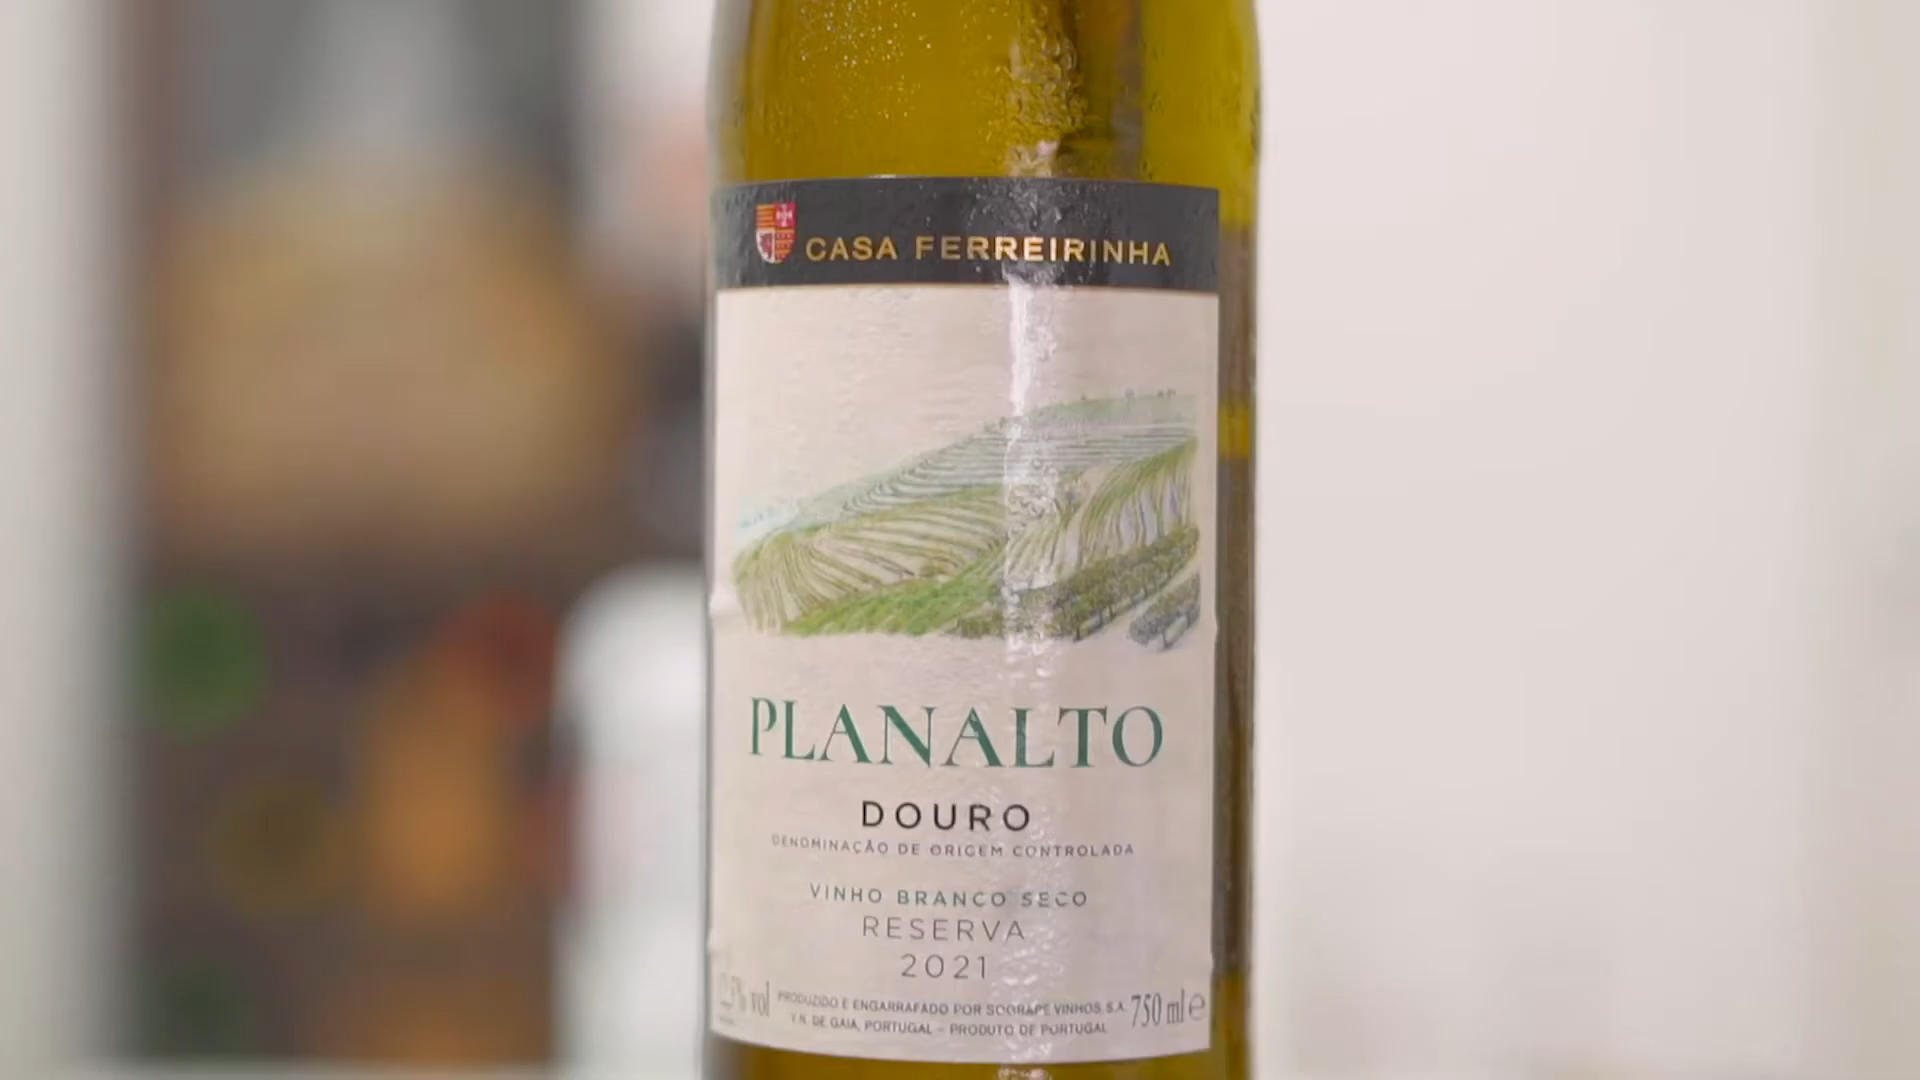 CASA FERREIRINHA
PLANALTO
DOURO
DENOMINAÇÃO DE ORIGEM CONTROLADA
VINHO BRANCO SECO
RESERVA
2021
vol
PRODUZIDO E ENGARRAFADO POR SOGRAPE VINHOS, S.A.
V.N. DE GAIA, PORTUGAL – PRODUTO DE PORTUGAL
750 ml e